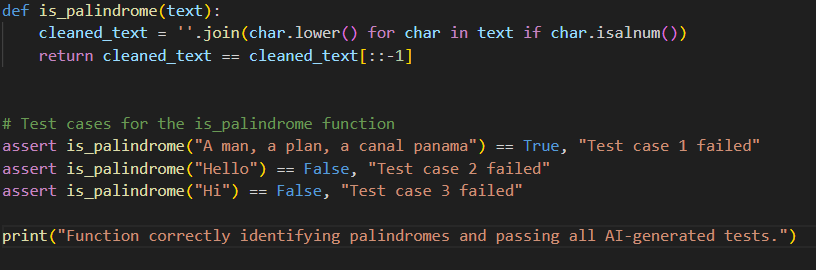 def is_palindrome(text):
    cleaned_text = ''.join(char.lower() for char in text if char.isalnum())
    return cleaned_text == cleaned_text[::-1]
# Test cases for the is_palindrome function
assert is_palindrome("A man, a plan, a canal panama") == True, "Test case 1 failed"
assert is_palindrome("Hello") == False, "Test case 2 failed"
assert is_palindrome("Hi") == False, "Test case 3 failed"
print("Function correctly identifying palindromes and passing all AI-generated tests.")